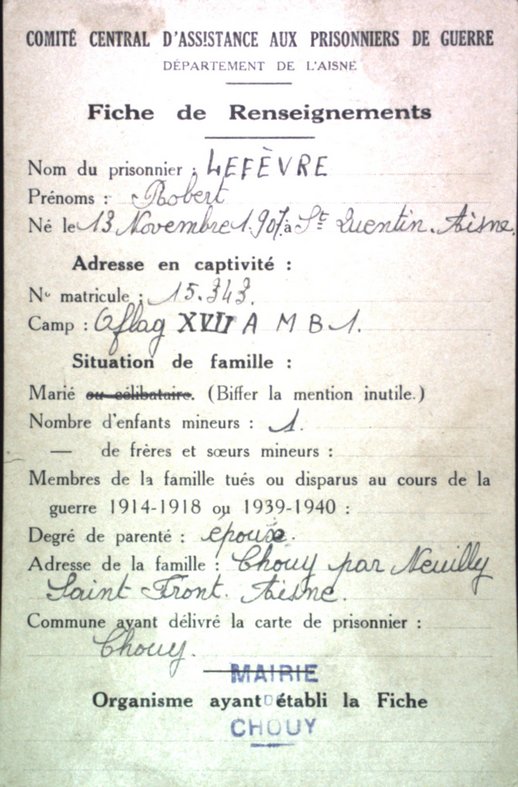 COMITÉ CENTRAL D'ASSISTANCE AUX PRISONNIERS DE GUERRE
DÉPARTEMENT DE L'AISNE
Fiche de Renseignements
Nom du prisonnier : LEFÈVRE
Prénoms : Robert
Né le 13 Novembre 1.907. à St Quentin. Aisne.
Adresse en captivité :
No matricule : 15.343.
Camp : Oflag XVII A M B 1.
Situation de famille :
Marié ou célibataire. (Biffer la mention inutile.)
Nombre d'enfants mineurs : 1.
— de frères et sœurs mineurs :
Membres de la famille tués ou disparus au cours de la
guerre 1914-1918 ou 1939-1940 :
Degré de parenté : épouxe.
Adresse de la famille : Chouy par Neuilly
Saint Front. Aisne.
Commune ayant délivré la carte de prisonnier :
Chouy.
MAIRIE
Organisme ayant établi la Fiche
D
CHOUY